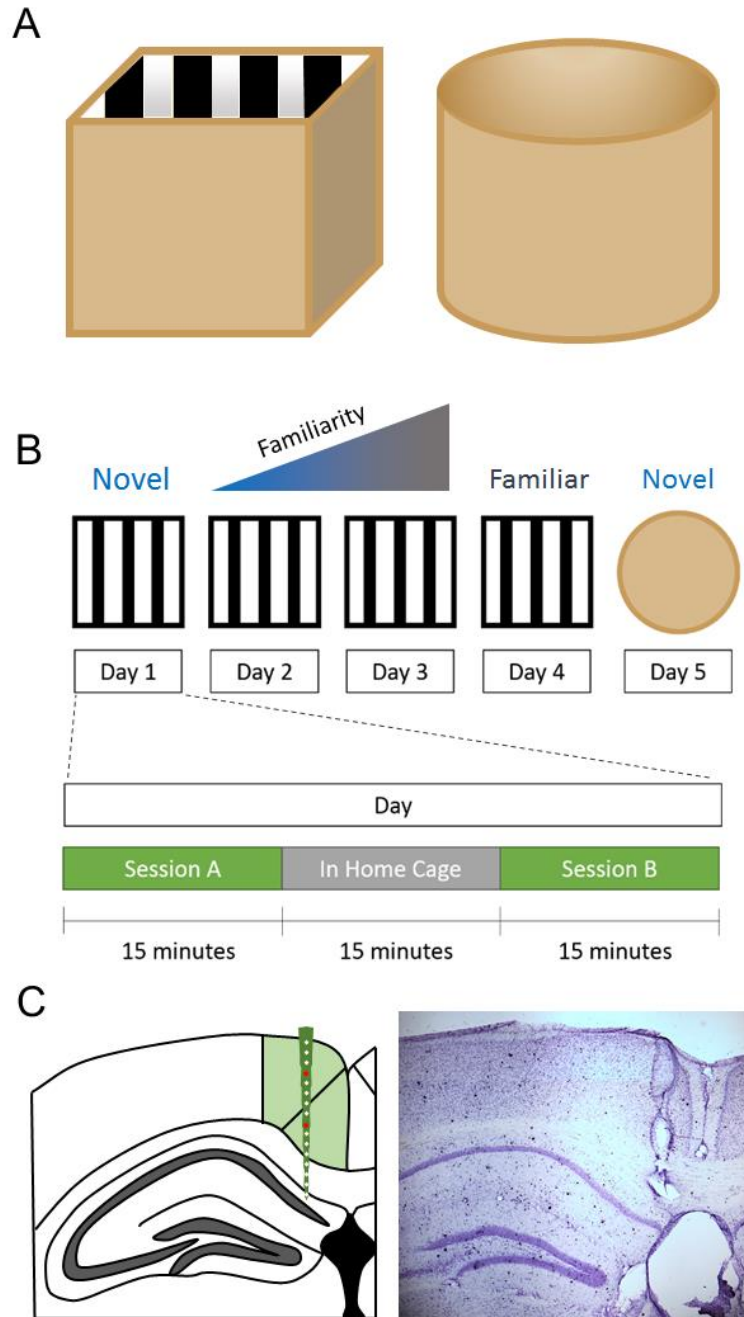 A
B
Familiarity
Novel
Familiar
Novel
Day 1
Day 2
Day 3
Day 4
Day 5
Day
Session A
In Home Cage
Session B
15 minutes
15 minutes
15 minutes
C